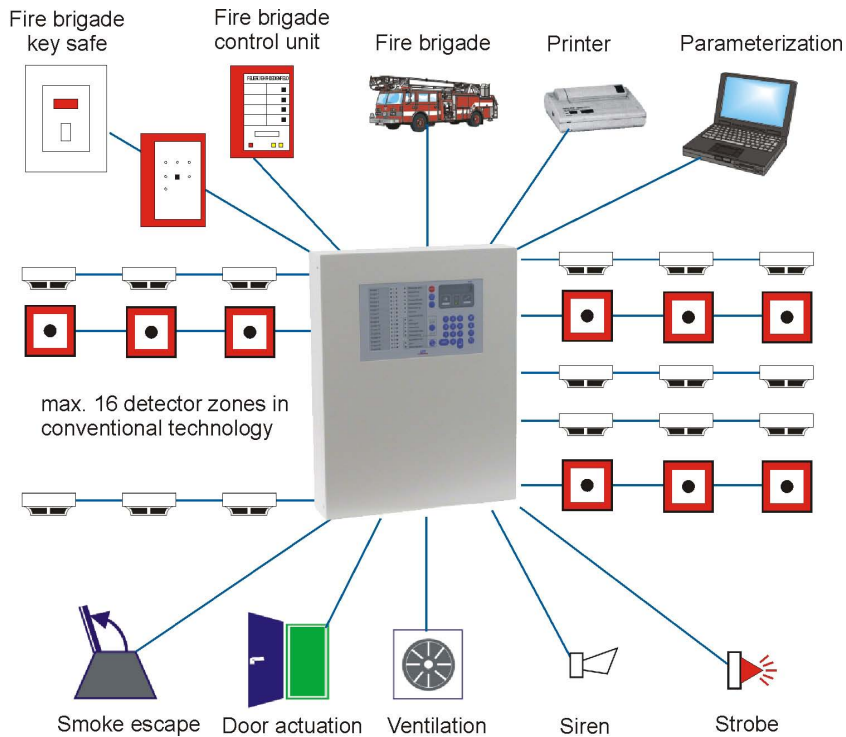 Fire brigade
key safe
Fire brigade
control unit
Fire brigade
Printer
Parameterization
max. 16 detector zones in
conventional technology
Smoke escape
Door actuation
Ventilation
Siren
Strobe